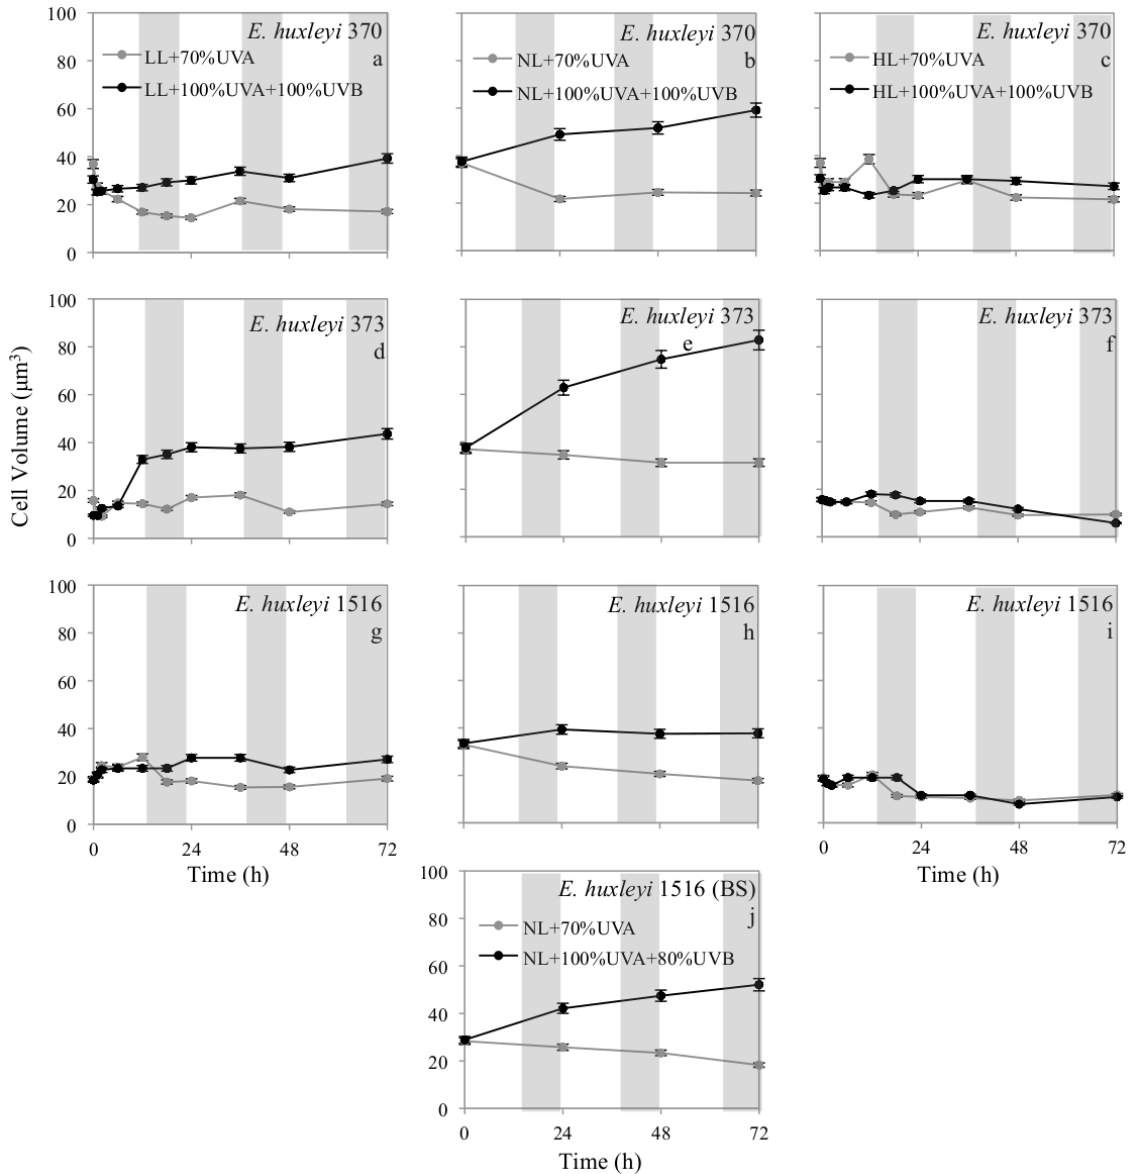 E. huxleyi 370
a
LL+70%UVA
LL+100%UVA+100%UVB
100
80
60
40
20
0
E. huxleyi 370
b
NL+70%UVA
NL+100%UVA+100%UVB
E. huxleyi 370
c
HL+70%UVA
HL+100%UVA+100%UVB
Cell Volume (μm³)
E. huxleyi 373
d
100
80
60
40
20
0
E. huxleyi 373
e
E. huxleyi 373
f
E. huxleyi 1516
g
100
80
60
40
20
0
0 24 48 72
Time (h)
E. huxleyi 1516
h
E. huxleyi 1516
i
0 24 48 72
Time (h)
E. huxleyi 1516 (BS)
j
NL+70%UVA
NL+100%UVA+80%UVB
100
80
60
40
20
0
0 24 48 72
Time (h)